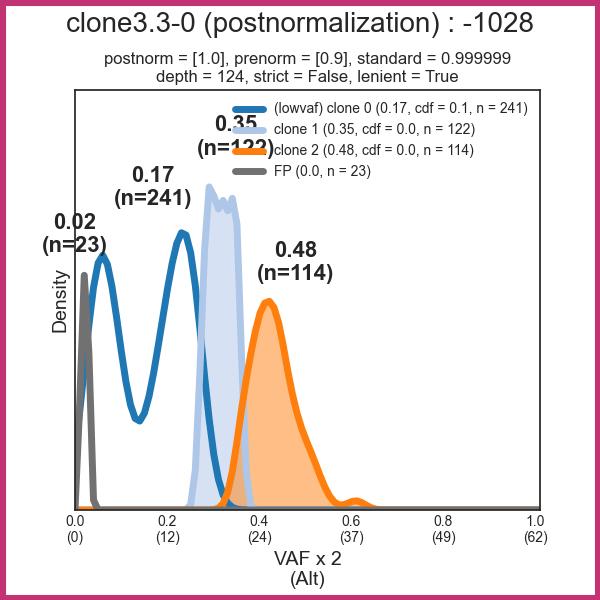 clone3.3-0 (postnormalization) : -1028
postnorm = [1.0], prenorm = [0.9], standard = 0.999999
depth = 124, strict = False, lenient = True
(lowvaf) clone 0 (0.17, cdf = 0.1, n = 241)
clone 1 (0.35, cdf = 0.0, n = 122)
clone 2 (0.48, cdf = 0.0, n = 114)
FP (0.0, n = 23)
0.35
(n=122)
0.17
(n=241)
0.02
(n=23)
0.48
(n=114)
Density
0.0 0.2 0.4 0.6 0.8 1.0
(0) (12) (24) (37) (49) (62)
VAF x 2
(Alt)